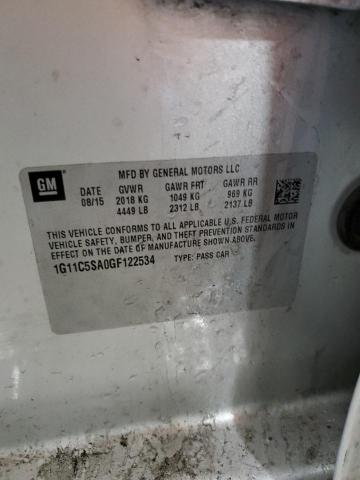 GM
MFD BY GENERAL MOTORS LLC
DATE GVWR GAWR FRT GAWR RR
08/15 2018 KG 1049 KG 969 KG
4449 LB 2312 LB 2137 LB
THIS VEHICLE CONFORMS TO ALL APPLICABLE U.S. FEDERAL MOTOR
VEHICLE SAFETY, BUMPER, AND THEFT PREVENTION STANDARDS IN
EFFECT ON THE DATE OF MANUFACTURE SHOWN ABOVE.
1G11C5SA0GF122534 TYPE: PASS CAR